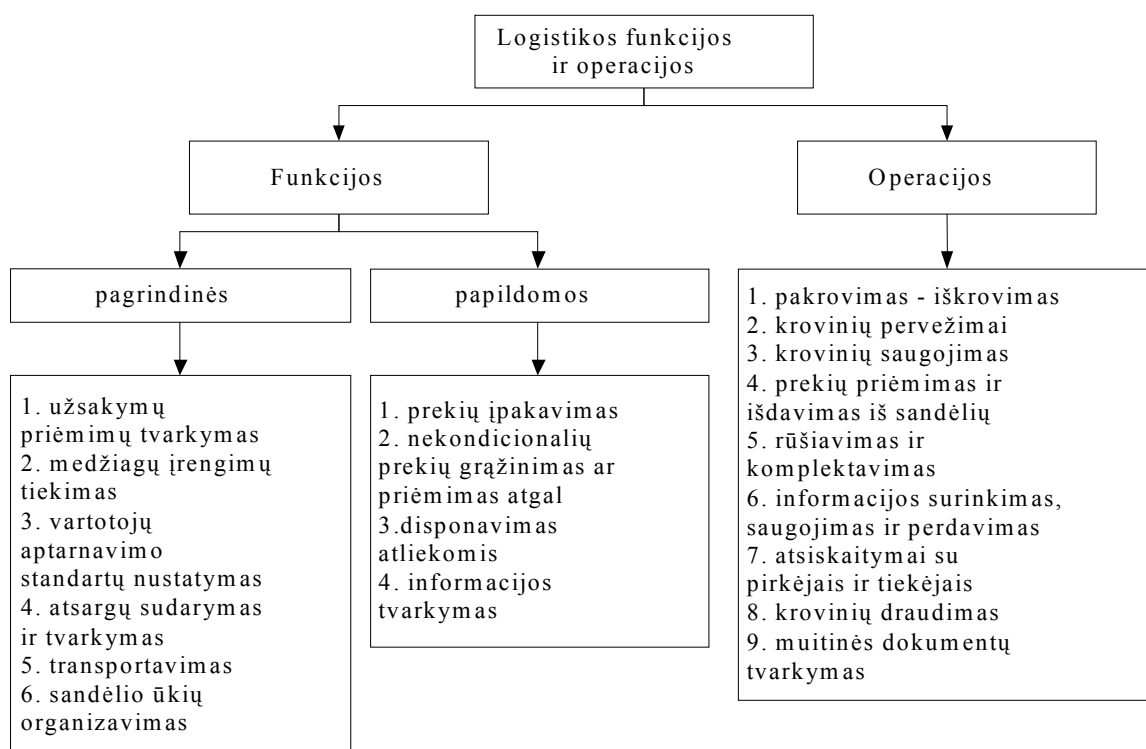 Logistikos funkcijos
ir operacijos
Funkcijos
Operacijos
pagrindinės
papildomos
1. užsakymų
priėmimų tvarkymas
2. medžiagų įrengimų
tiekimas
3. vartotojų
aptarnavimo
standartų nustatymas
4. atsargų sudarymas
ir tvarkymas
5. transportavimas
6. sandėlio ūkių
organizavimas
1. prekių įpakavimas
2. nekondicionalių
prekių grąžinimas ar
priėmimas atgal
3.disponavimas
atliekomis
4. informacijos
tvarkymas
1. pakrovimas - iškrovimas
2. krovinių pervežimai
3. krovinių saugojimas
4. prekių priėmimas ir
išdavimas iš sandėlių
5. rūšiavimas ir
komplektavimas
6. informacijos surinkimas,
saugojimas ir perdavimas
7. atsiskaitymai su
pirkėjais ir tiekėjais
8. krovinių draudimas
9. muitinės dokumentų
tvarkymas